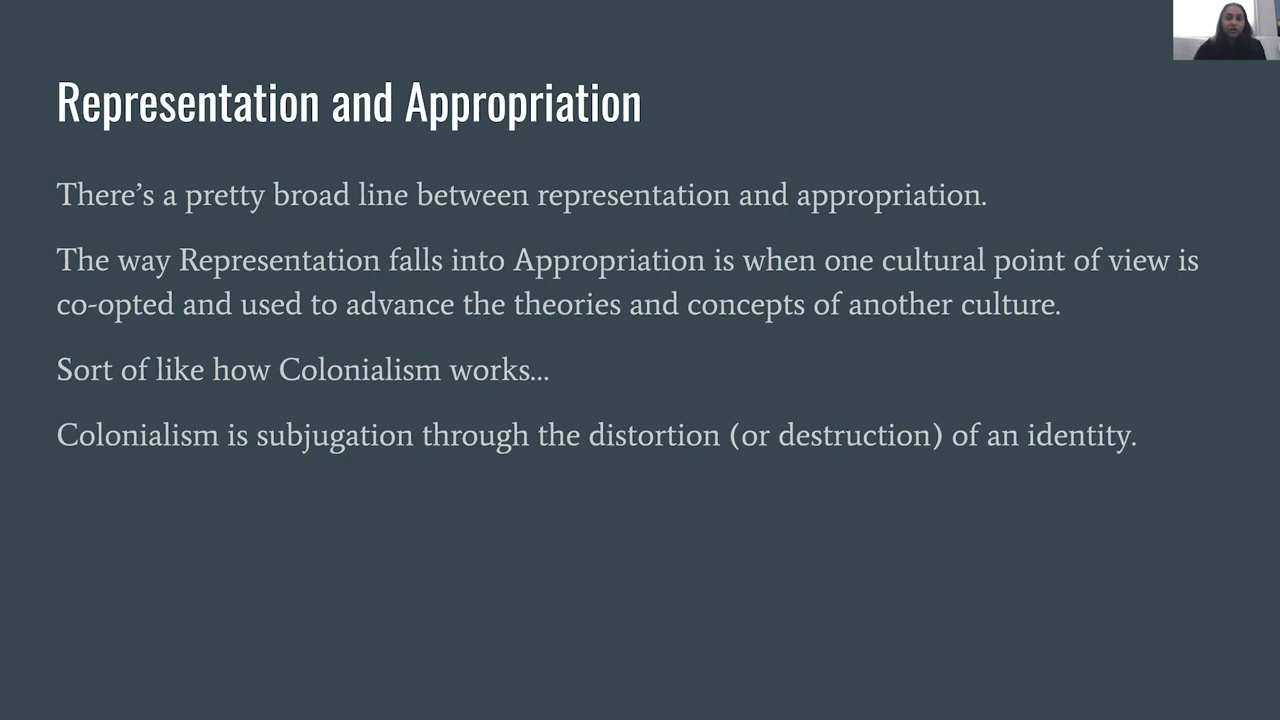 Representation and Appropriation
There’s a pretty broad line between representation and appropriation.
The way Representation falls into Appropriation is when one cultural point of view is
co-opted and used to advance the theories and concepts of another culture.
Sort of like how Colonialism works...
Colonialism is subjugation through the distortion (or destruction) of an identity.